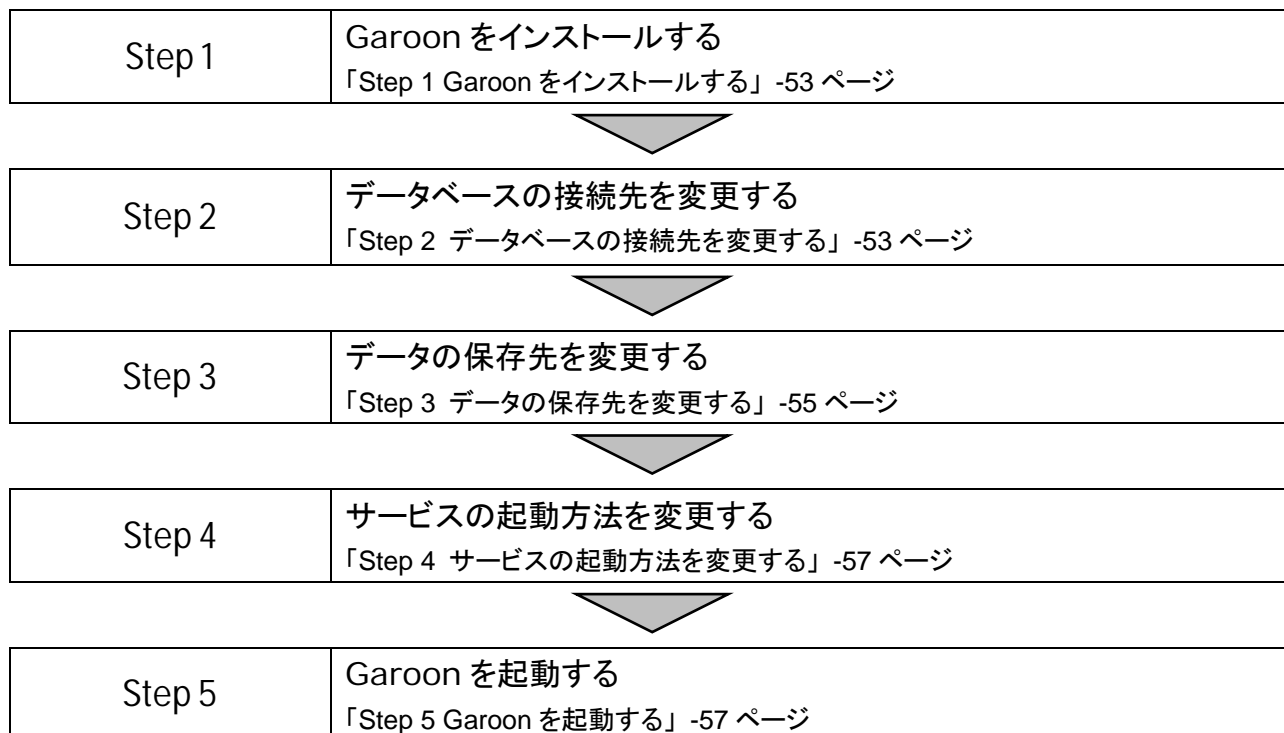 Step 1
Garoon をインストールする
「Step 1 Garoon をインストールする」 -53 ページ
Step 2
データベースの接続先を変更する
「Step 2 データベースの接続先を変更する」 -53 ページ
Step 3
データの保存先を変更する
「Step 3 データの保存先を変更する」 -55 ページ
Step 4
サービスの起動方法を変更する
「Step 4 サービスの起動方法を変更する」 -57 ページ
Step 5
Garoon を起動する
「Step 5 Garoon を起動する」 -57 ページ